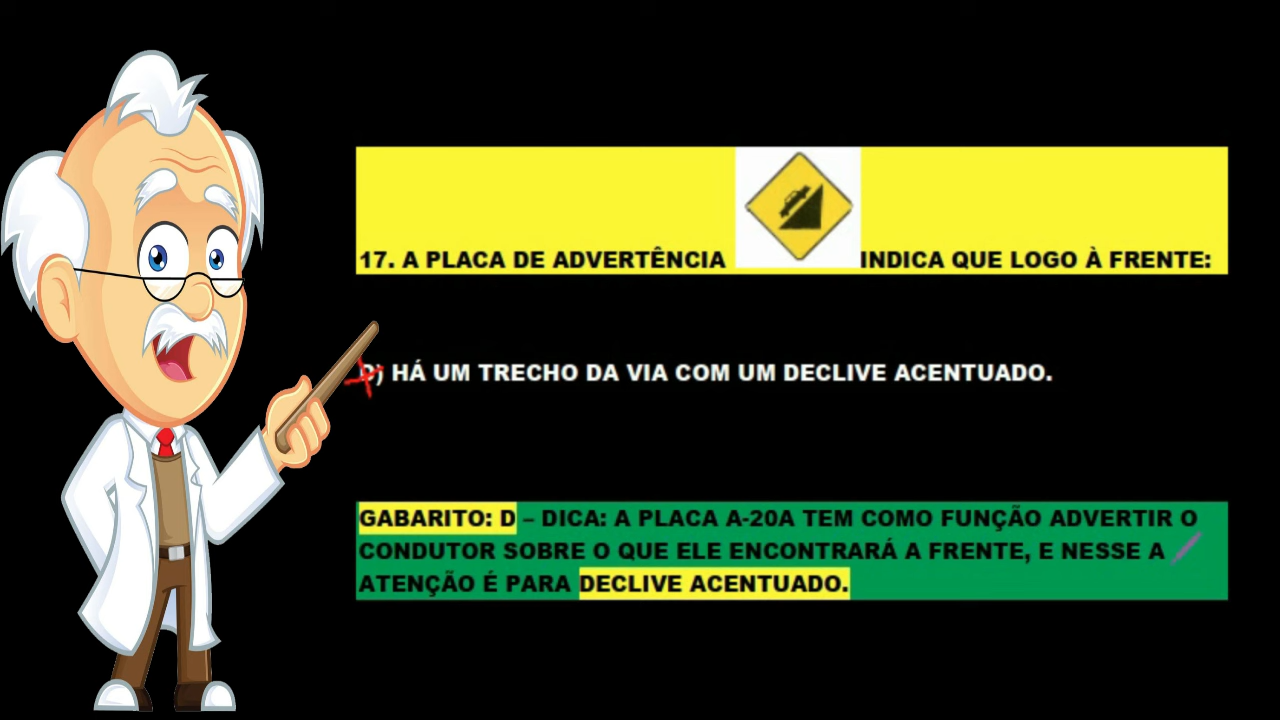 17. A PLACA DE ADVERTÊNCIA INDICA QUE LOGO À FRENTE:
D) HÁ UM TRECHO DA VIA COM UM DECLIVE ACENTUADO.
GABARITO: D – DICA: A PLACA A-20A TEM COMO FUNÇÃO ADVERTIR O
CONDUTOR SOBRE O QUE ELE ENCONTRARÁ A FRENTE, E NESSE A
ATENÇÃO É PARA DECLIVE ACENTUADO.